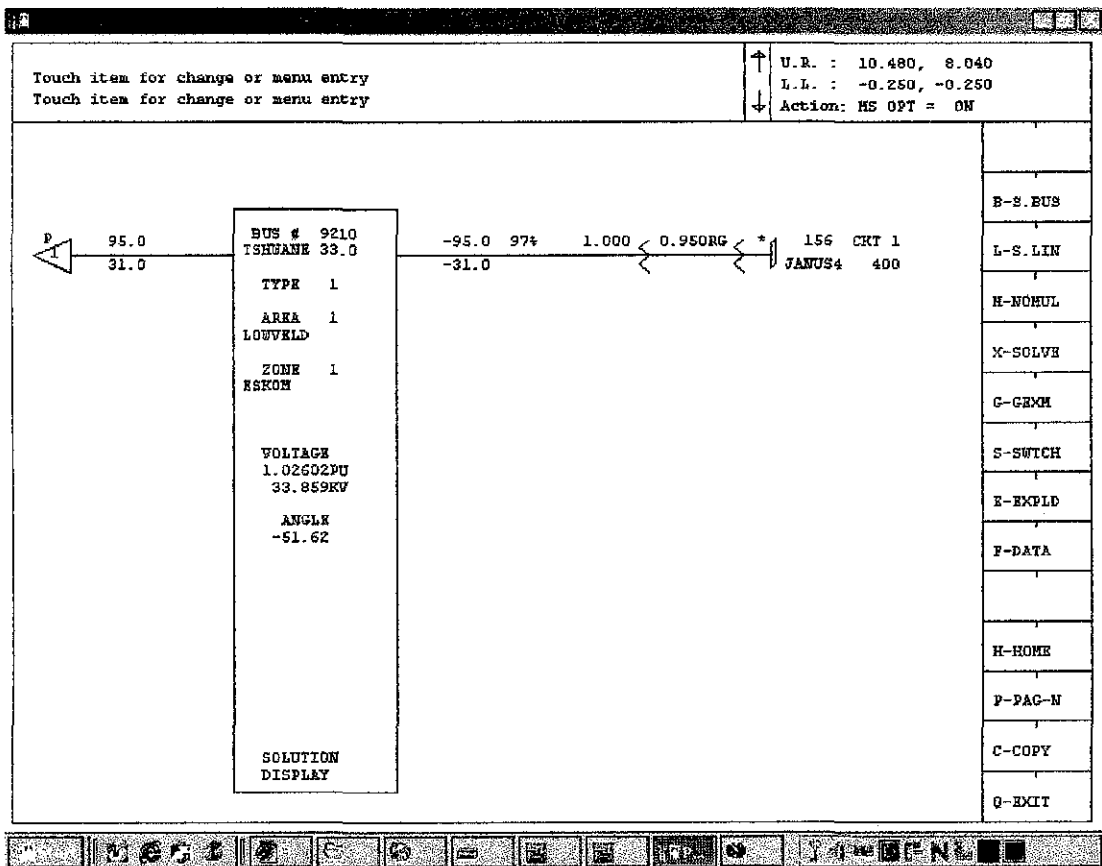 Touch item for change or menu entry
Touch item for change or menu entry
U.R. : 10.480, 8.040
L.L. : -0.250, -0.250
Action: MS OPT = ON
P
1
95.0
31.0
BUS # 9210
TSHWANE 33.0
TYPE 1
AREA 1
LOWVELD
ZONE 1
ESKOM
VOLTAGE
1.02602PU
33.859KV
ANGLE
-51.62
SOLUTION
DISPLAY
-95.0 97%
-31.0
1.000
0.950RG
*
156 CKT 1
JANUS4 400
B-S.BUS
L-S.LIN
M-NOMUL
X-SOLVE
G-GEXM
S-SWTCH
E-EXPLD
F-DATA
H-HOME
P-PAG-N
C-COPY
Q-EXIT